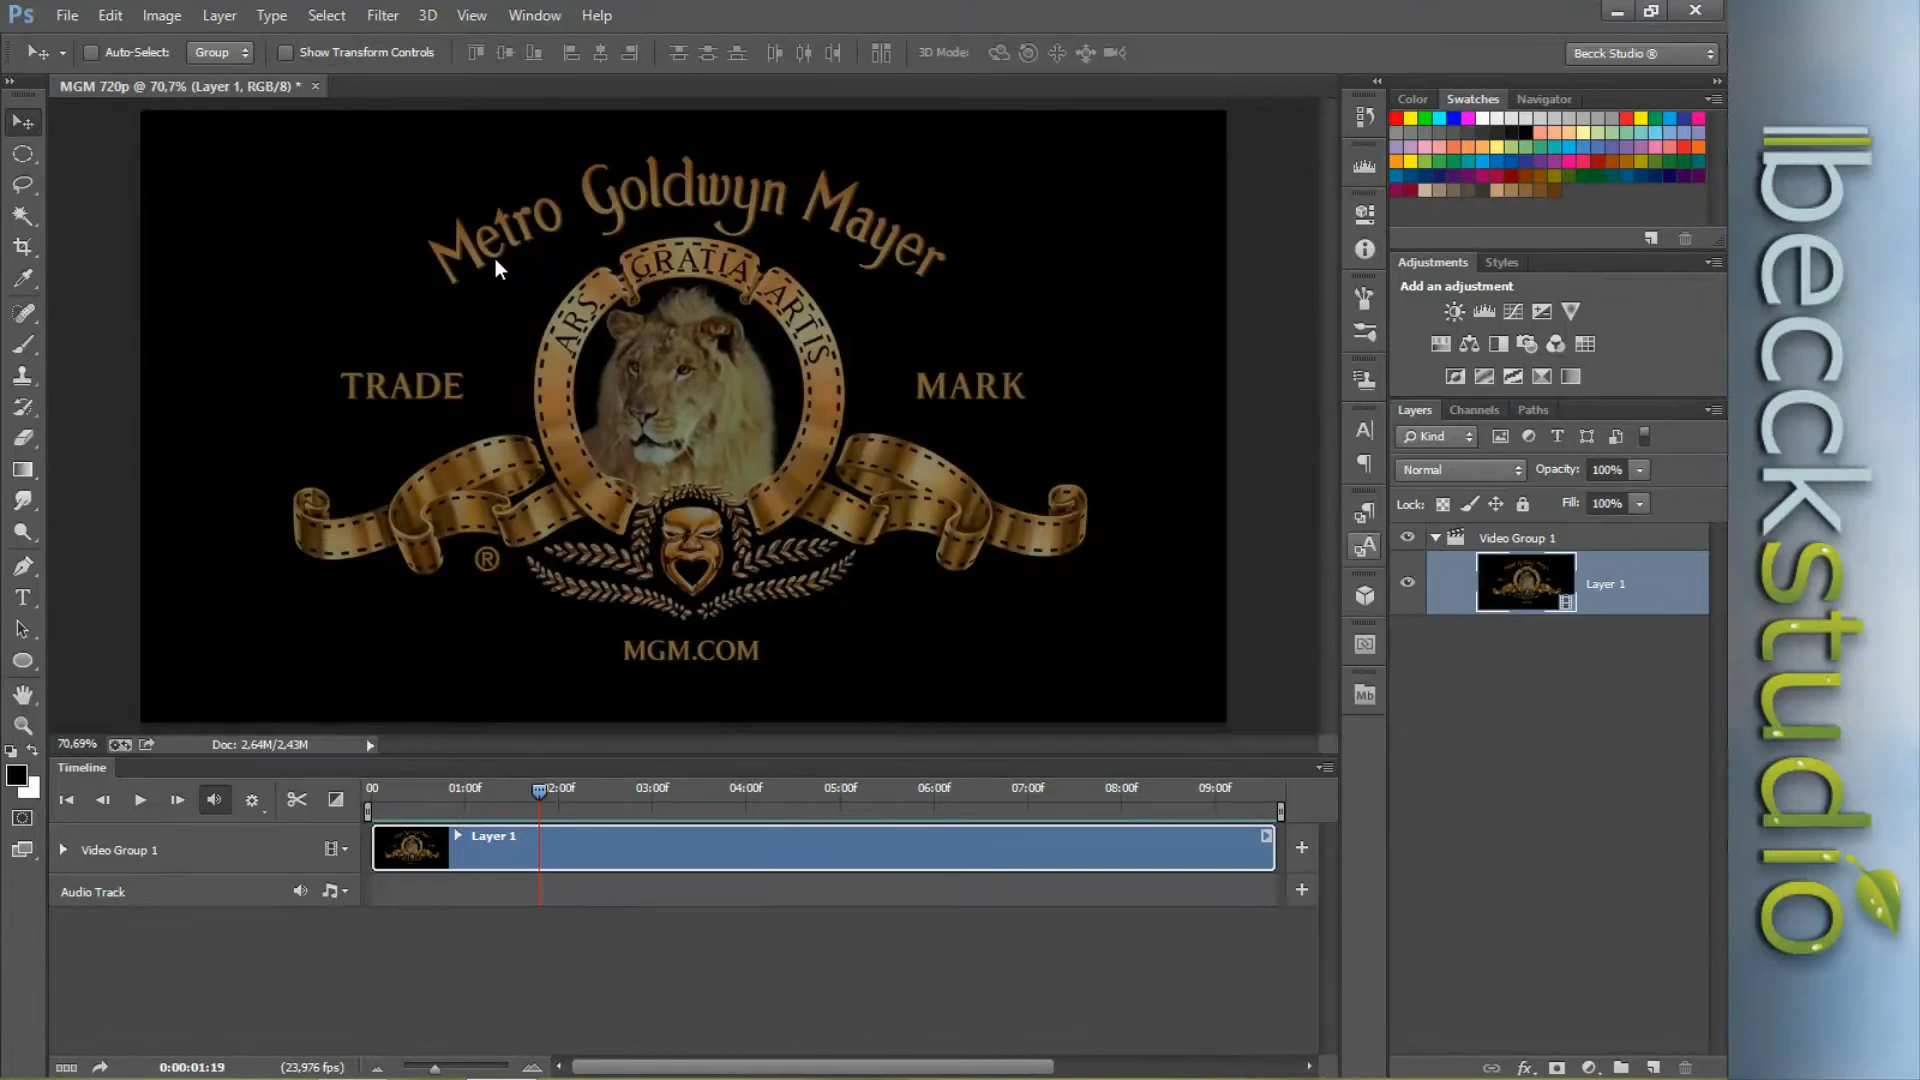 Ps File Edit Image Layer Type Select Filter 3D View Window Help
Auto-Select: Group Show Transform Controls 3D Mode: Becck Studio ®
MGM 720p @ 70,7% (Layer 1, RGB/8) * ×
Color Swatches Navigator
Metro Goldwyn Mayer
ARS GRATIA ARTIS
TRADE MARK
®
MGM.COM
Adjustments Styles
Add an adjustment
Layers Channels Paths
Kind
Normal Opacity: 100%
Lock: Fill: 100%
Video Group 1
Layer 1
Mb
70,69% Doc: 2,64M/2,43M
Timeline
00 01:00f 2:00f 03:00f 04:00f 05:00f 06:00f 07:00f 08:00f 09:00f
Layer 1
Video Group 1
Audio Track
0:00:01:19 (23,976 fps)
fx
becckstudio